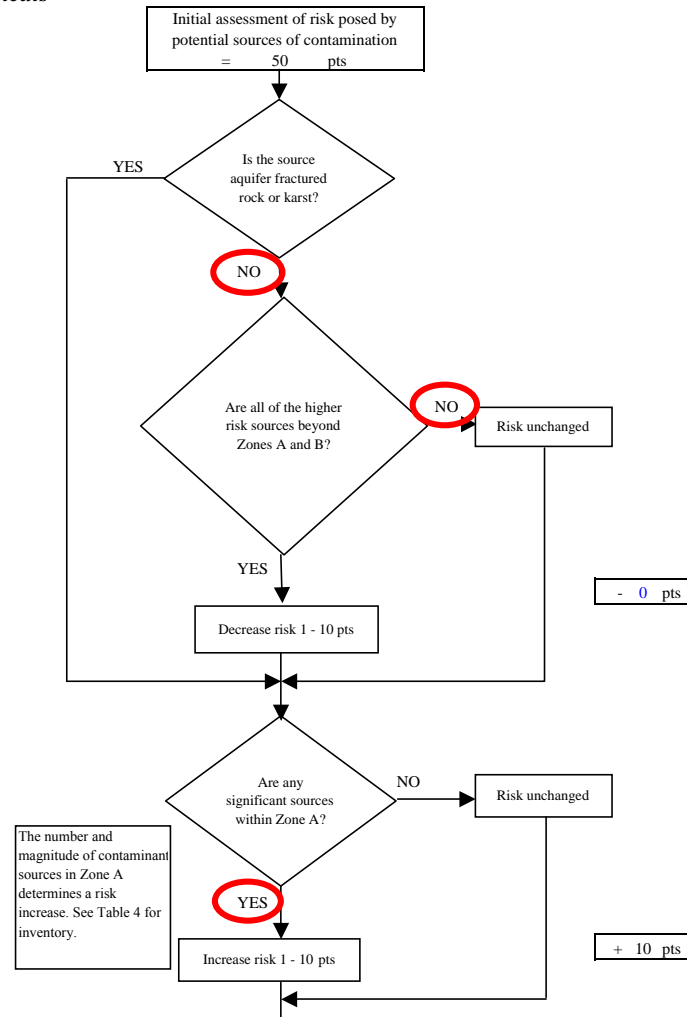 Initial assessment of risk posed by
potential sources of contamination
= 50 pts
YES
Is the source
aquifer fractured
rock or karst?
NO
Are all of the higher
risk sources beyond
Zones A and B?
NO
Risk unchanged
YES
- 0 pts
Decrease risk 1 - 10 pts
Are any
significant sources
within Zone A?
NO
Risk unchanged
The number and
magnitude of contaminant
sources in Zone A
determines a risk
increase. See Table 4 for
inventory.
YES
Increase risk 1 - 10 pts
+ 10 pts